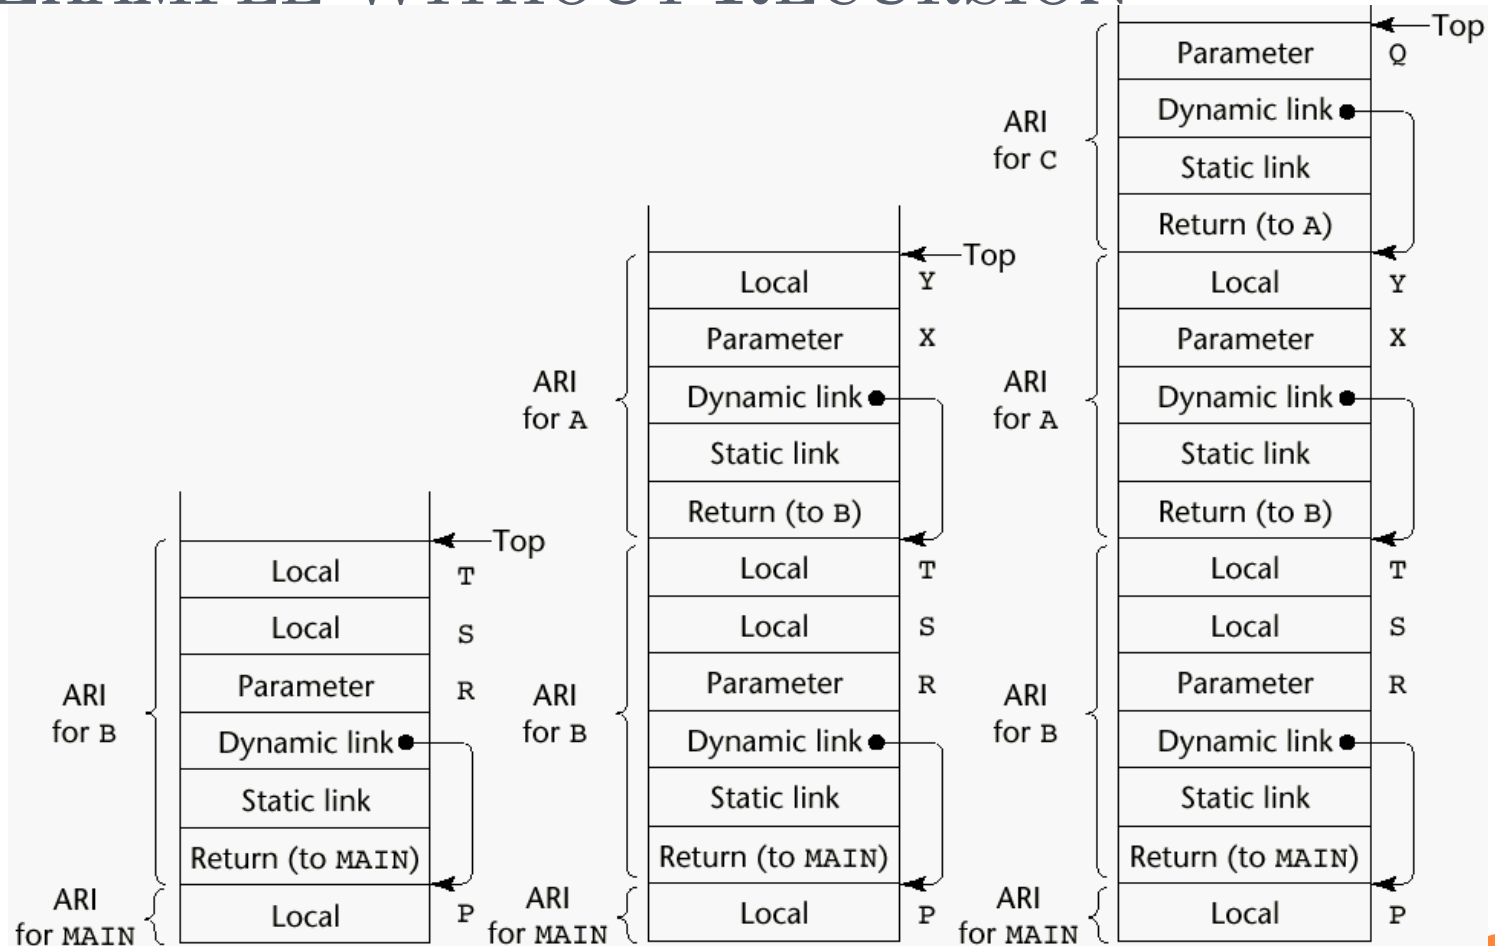 EXAMPLE WITHOUT RECURSION
Top
Parameter Q
Dynamic link
ARI
for C
Static link
Return (to A)
Top
Local Y
Parameter X
ARI
for A
Dynamic link
Static link
Return (to B)
Local Y
Parameter X
ARI
for A
Dynamic link
Static link
Return (to B)
Top
Local T
Local S
Parameter R
ARI
for B
Dynamic link
Static link
Return (to MAIN)
ARI
for MAIN
Local P
Local T
Local S
Parameter R
ARI
for B
Dynamic link
Static link
Return (to MAIN)
ARI
for MAIN
Local P
Local T
Local S
Parameter R
ARI
for B
Dynamic link
Static link
Return (to MAIN)
ARI
for MAIN
Local P